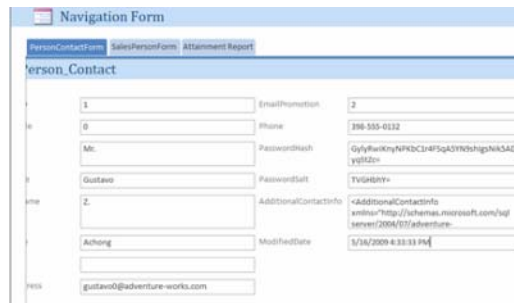 Navigation Form
PersonContactForm SalesPersonForm Attainment Report
erson_Contact
1
0
Mr.
Gustavo
ame Z.
Achong
ress gustavo0@adventure-works.com
EmailPromotion 2
Phone 398-555-0132
PasswordHash
PasswordSalt TVGHbhY=
AdditionalContactInfo <AdditionalContactInfo
xmlns="http://schemas.microsoft.com/sql
server/2004/07/adventure-
ModifiedDate 5/16/2009 4:33:33 PM